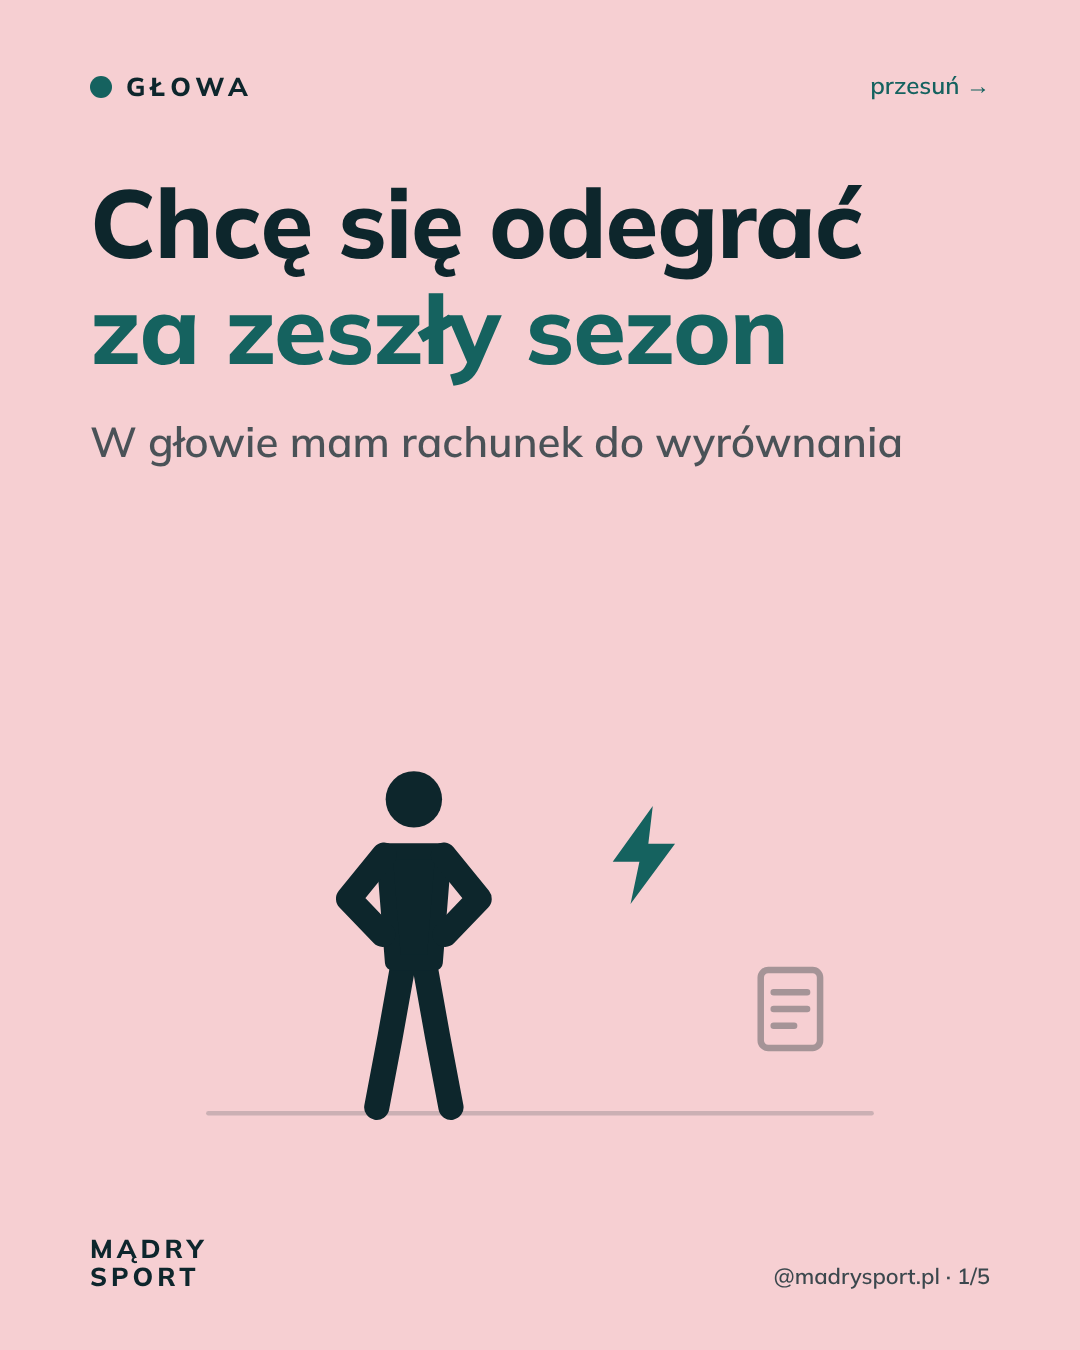 GŁOWA
przesuń →
Chcę się odegrać
za zeszły sezon
W głowie mam rachunek do wyrównania
MĄDRY
SPORT
@madrysport.pl · 1/5